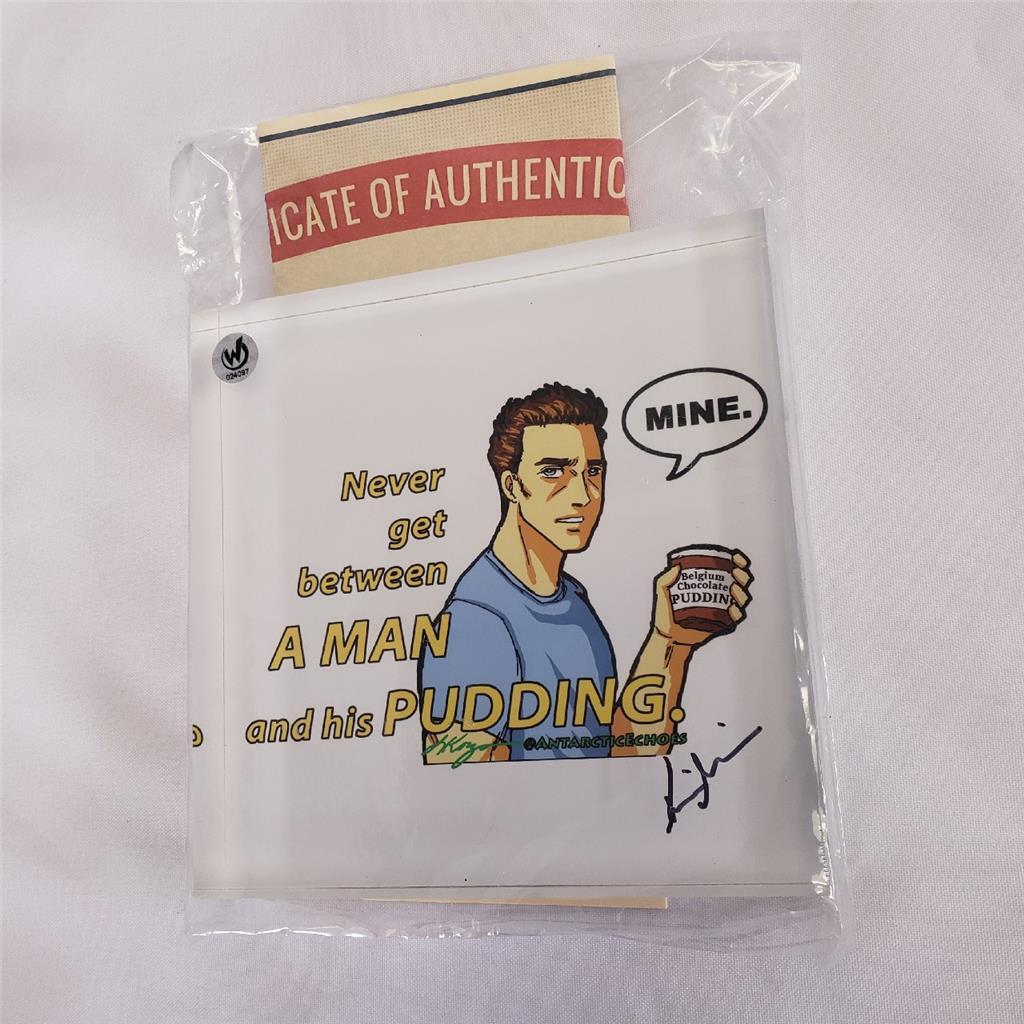 ICATE OF AUTHENTIC
W
024097
MINE.
Never
get
between
A MAN
and his PUDDING.
Belgium
Chocolate
PUDDING
@ANTARCTICECHOES